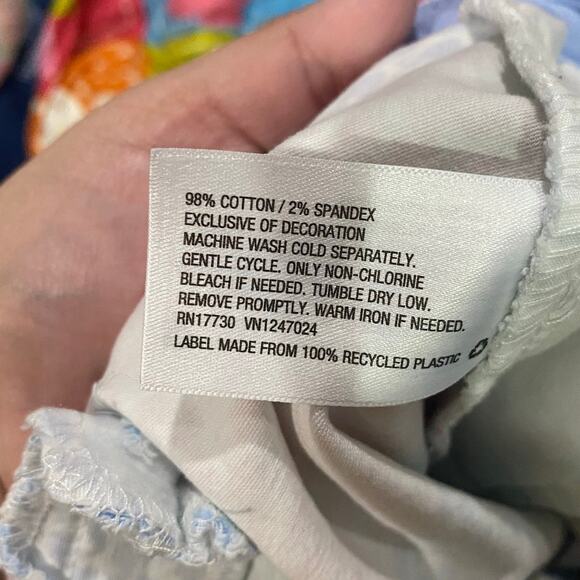 98% COTTON / 2% SPANDEX
EXCLUSIVE OF DECORATION
MACHINE WASH COLD SEPARATELY.
GENTLE CYCLE. ONLY NON-CHLORINE
BLEACH IF NEEDED. TUMBLE DRY LOW.
REMOVE PROMPTLY. WARM IRON IF NEEDED.
RN17730 VN1247024
LABEL MADE FROM 100% RECYCLED PLASTIC